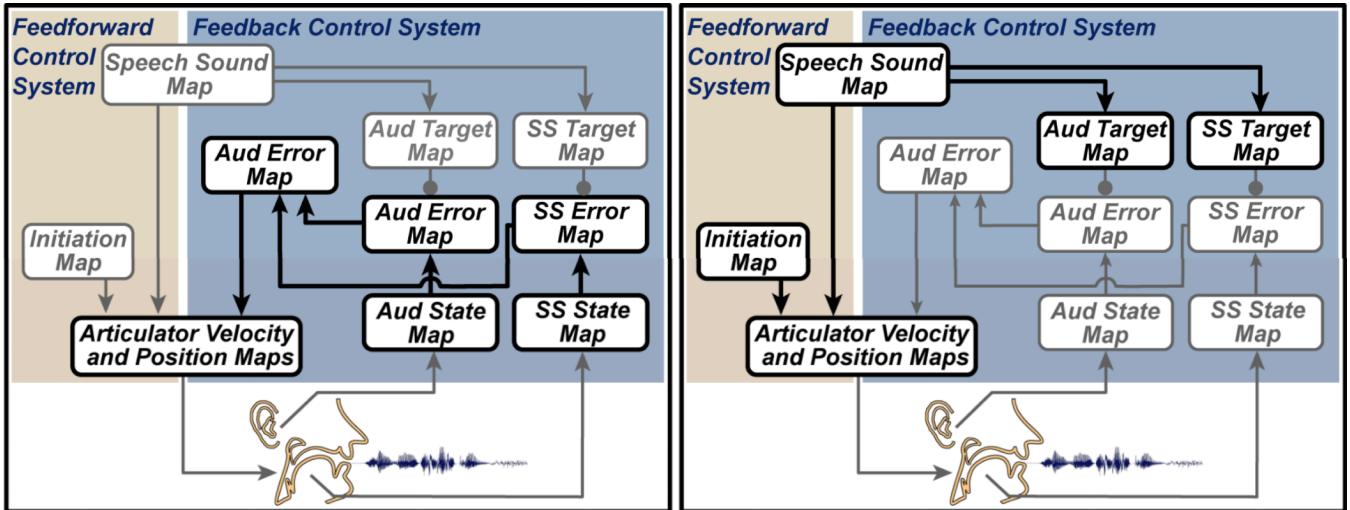 Feedforward
Control
System
Feedback Control System
Speech Sound
Map
Aud Target
Map
SS Target
Map
Aud Error
Map
Aud Error
Map
SS Error
Map
Initiation
Map
Aud State
Map
SS State
Map
Articulator Velocity
and Position Maps
Feedforward
Control
System
Feedback Control System
Speech Sound
Map
Aud Target
Map
SS Target
Map
Aud Error
Map
Aud Error
Map
SS Error
Map
Initiation
Map
Aud State
Map
SS State
Map
Articulator Velocity
and Position Maps